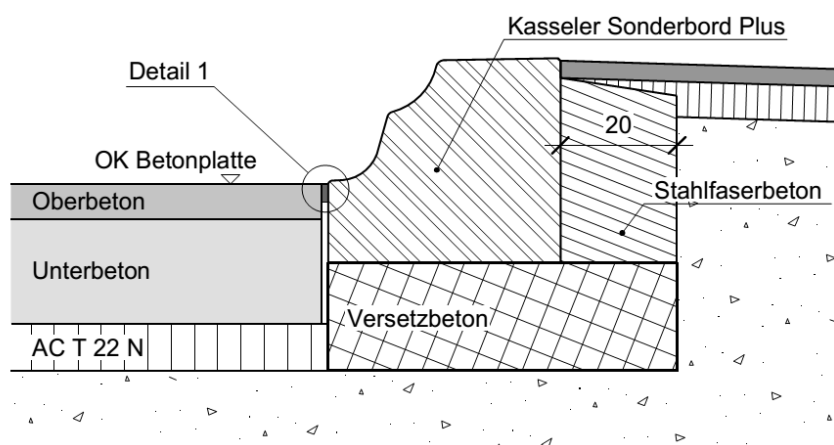 Kasseler Sonderbord Plus
Detail 1
20
OK Betonplatte
Oberbeton
Stahlfaserbeton
Unterbeton
Versetzbeton
AC T 22 N